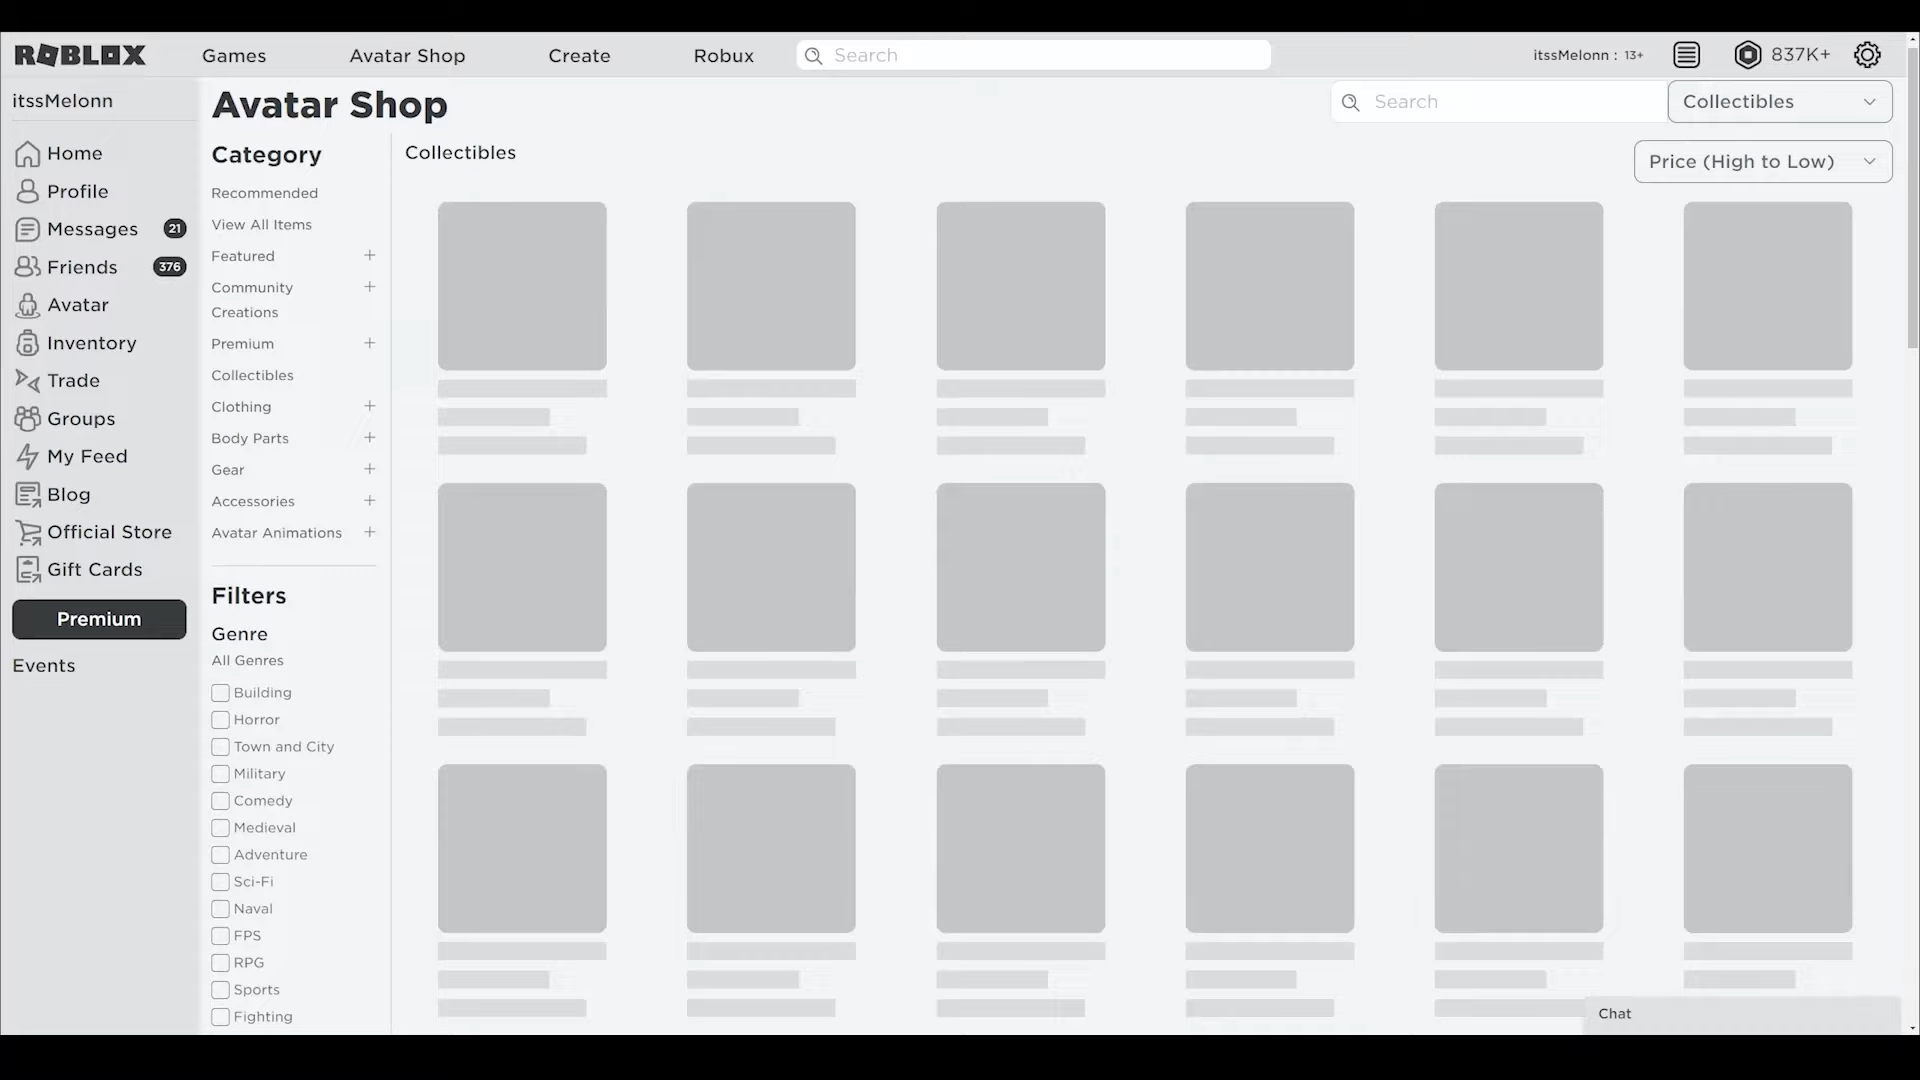 ROBLOX
Games
Avatar Shop
Create
Robux
Search
itssMelonn : 13+
837K+
itssMelonn
Home
Profile
Messages 21
Friends 376
Avatar
Inventory
Trade
Groups
My Feed
Blog
Official Store
Gift Cards
Premium
Events
Avatar Shop
Search
Collectibles
Category
Recommended
View All Items
Featured +
Community +
Creations
Premium +
Collectibles
Clothing +
Body Parts +
Gear +
Accessories +
Avatar Animations +
Filters
Genre
All Genres
Building
Horror
Town and City
Military
Comedy
Medieval
Adventure
Sci-Fi
Naval
FPS
RPG
Sports
Fighting
Collectibles
Price (High to Low)
Chat